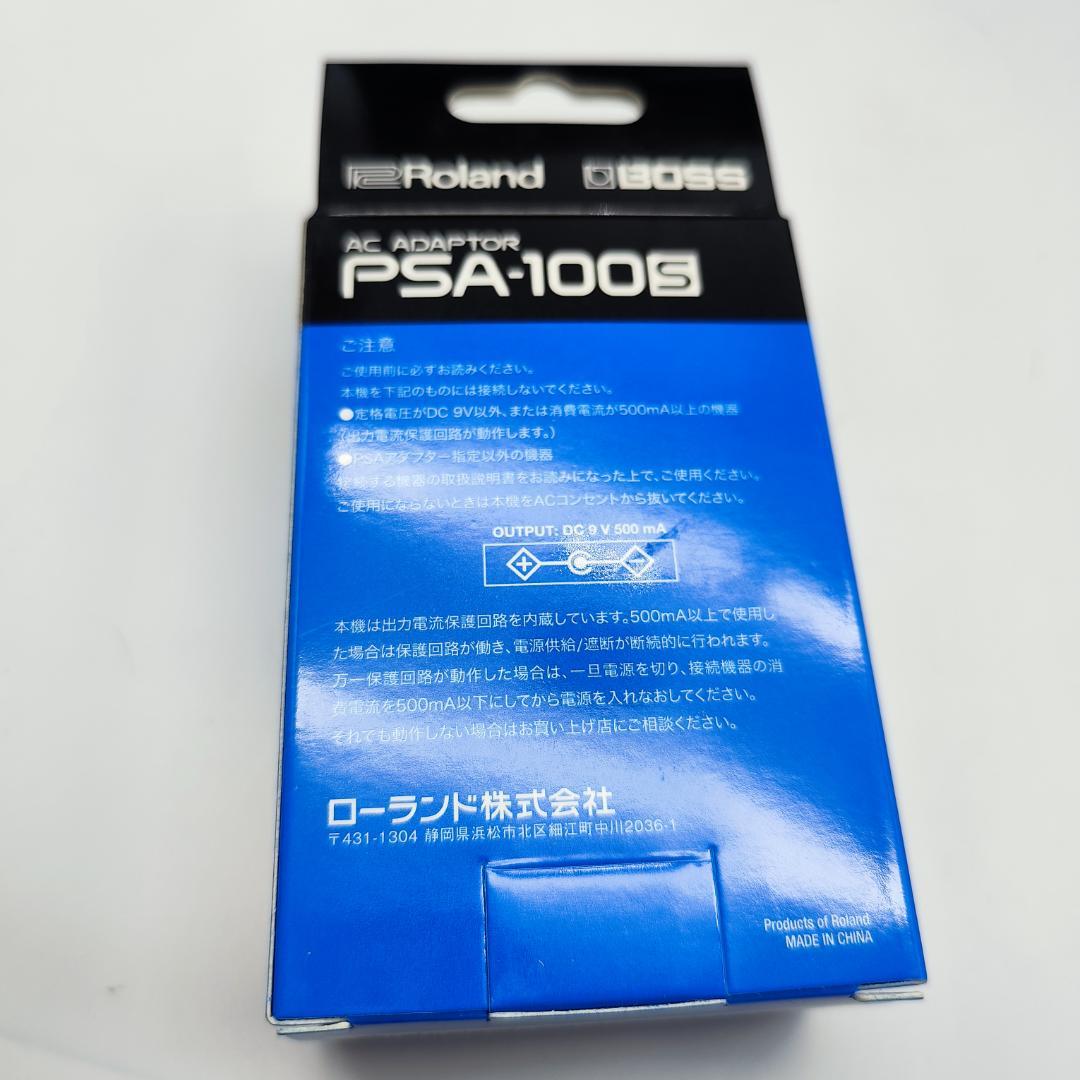 Roland BOSS
AC ADAPTOR
PSA-100S
ご注意
ご使用前に必ずお読みください。
本機を下記のものには接続しないでください。
●定格電圧がDC 9V以外、または消費電流が500mA以上の機器
(出力電流保護回路が動作します。)
●PSAアダプター指定以外の機器
接続する機器の取扱説明書をお読みになった上で、ご使用ください。
ご使用にならないときは本機をACコンセントから抜いてください。
OUTPUT: DC 9 V 500 mA
本機は出力電流保護回路を内蔵しています。500mA以上で使用し
た場合は保護回路が働き、電源供給/遮断が断続的に行われます。
万一保護回路が動作した場合は、一旦電源を切り、接続機器の消
費電流を500mA以下にしてから電源を入れなおしてください。
それでも動作しない場合はお買い上げ店にご相談ください。
ローランド株式会社
〒431-1304 静岡県浜松市北区細江町中川2036-1
Products of Roland
MADE IN CHINA